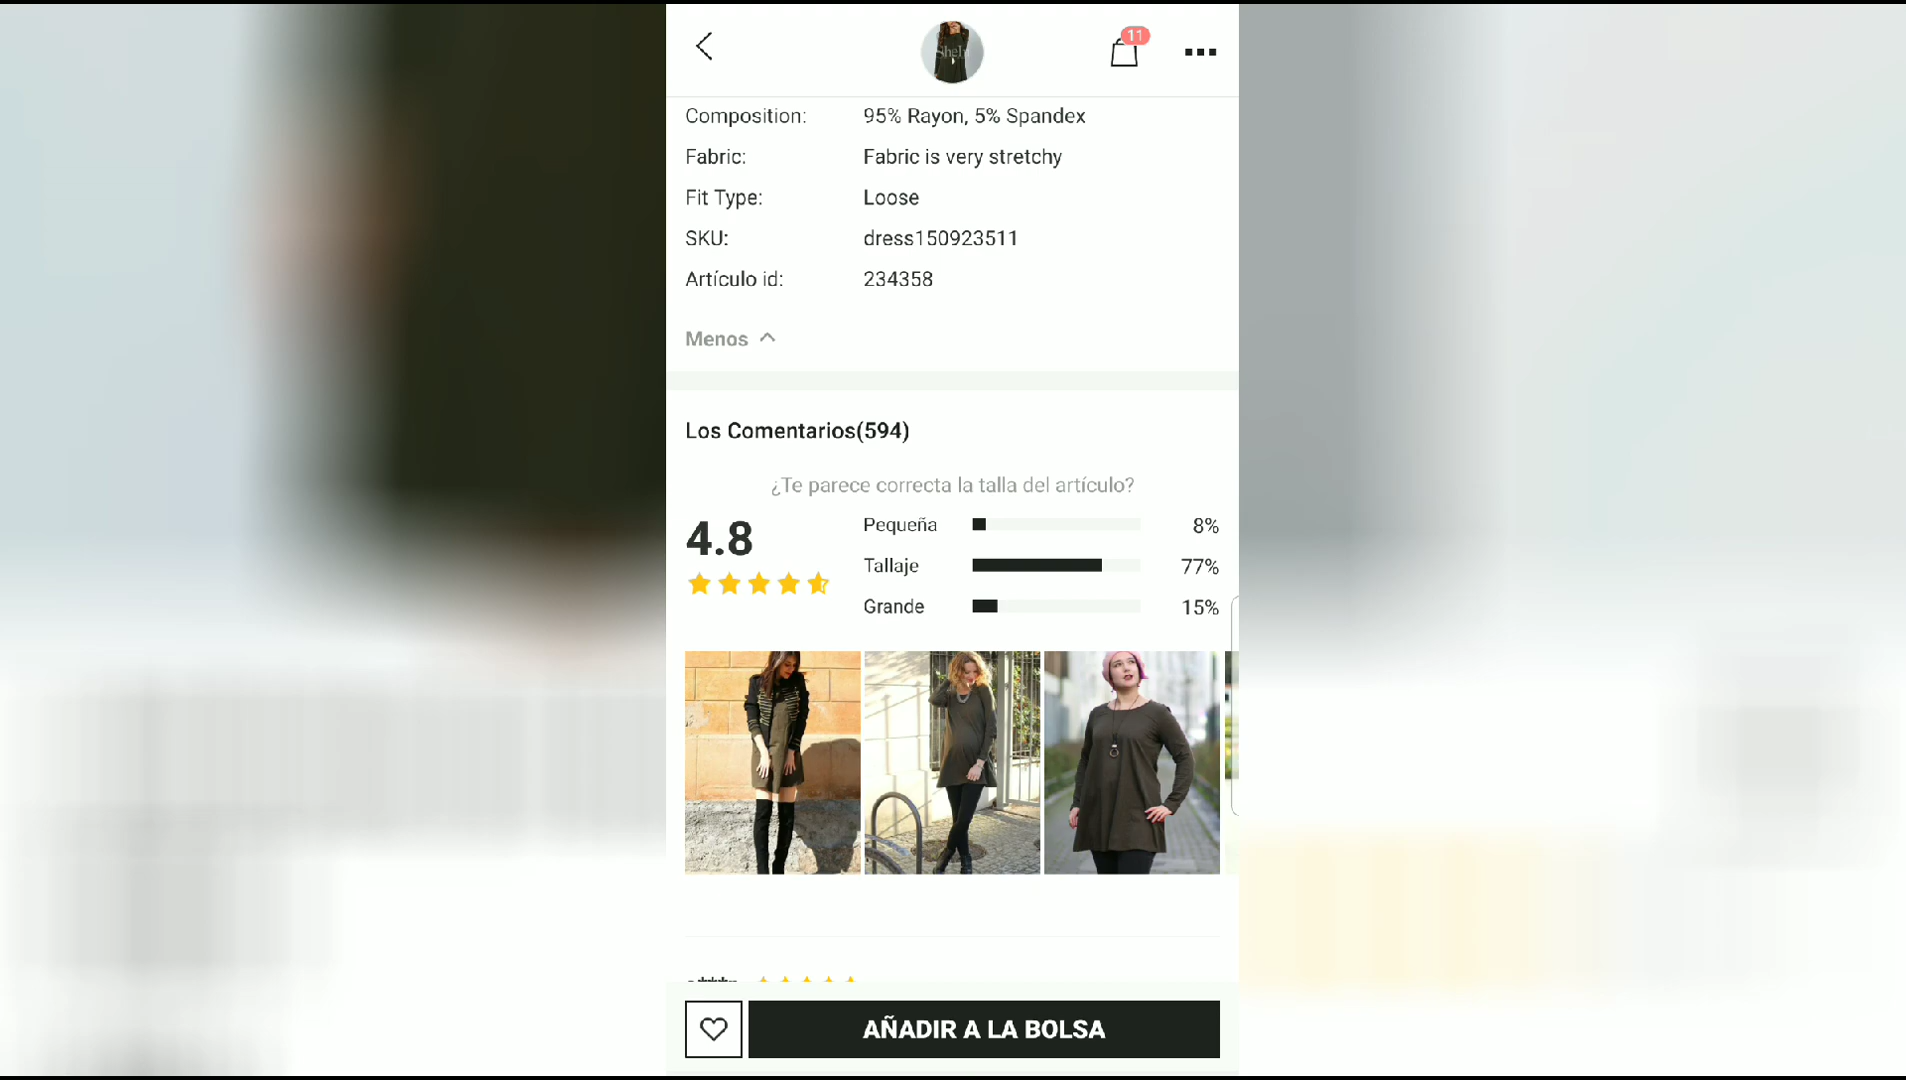 SheIn
11
Composition: 95% Rayon, 5% Spandex
Fabric: Fabric is very stretchy
Fit Type: Loose
SKU: dress150923511
Artículo id: 234358
Menos
Los Comentarios(594)
¿Te parece correcta la talla del artículo?
4.8
Pequeña 8%
Tallaje 77%
Grande 15%
AÑADIR A LA BOLSA